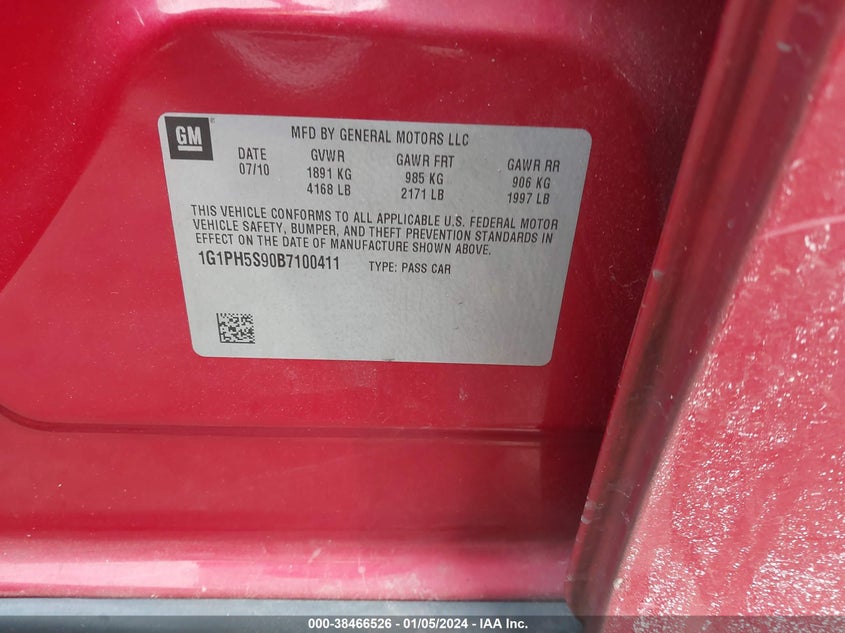 GM
MFD BY GENERAL MOTORS LLC
DATE GVWR GAWR FRT GAWR RR
07/10 1891 KG 985 KG 906 KG
4168 LB 2171 LB 1997 LB
THIS VEHICLE CONFORMS TO ALL APPLICABLE U.S. FEDERAL MOTOR
VEHICLE SAFETY, BUMPER, AND THEFT PREVENTION STANDARDS IN
EFFECT ON THE DATE OF MANUFACTURE SHOWN ABOVE.
1G1PH5S90B7100411 TYPE: PASS CAR
000-38466526 - 01/05/2024 - IAA Inc.